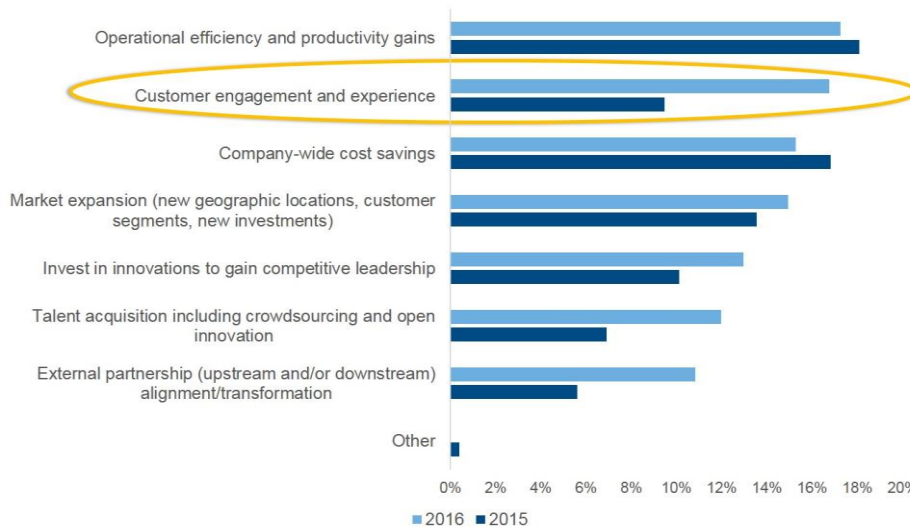 Operational efficiency and productivity gains
Customer engagement and experience
Company-wide cost savings
Market expansion (new geographic locations, customer
segments, new investments)
Invest in innovations to gain competitive leadership
Talent acquisition including crowdsourcing and open
innovation
External partnership (upstream and/or downstream)
alignment/transformation
Other
0% 2% 4% 6% 8% 10% 12% 14% 16% 18% 20%
2016 2015